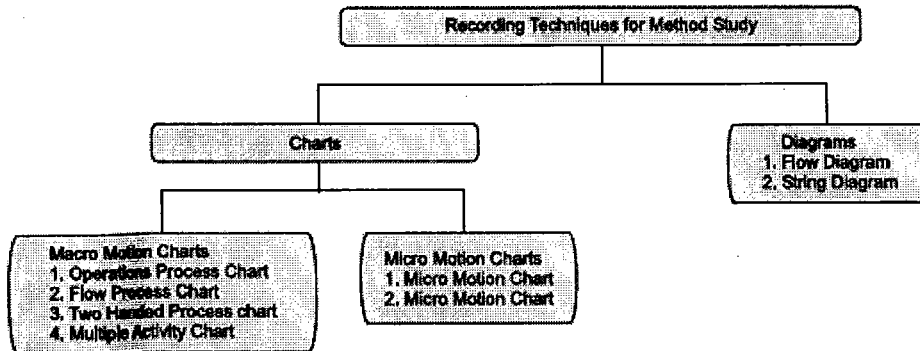 Recording Techniques for Method Study
Charts
Diagrams
1. Flow Diagram
2. String Diagram
Macro Motion Charts
1. Operations Process Chart
2. Flow Process Chart
3. Two Handed Process chart
4. Multiple Activity Chart
Micro Motion Charts
1. Micro Motion Chart
2. Micro Motion Chart